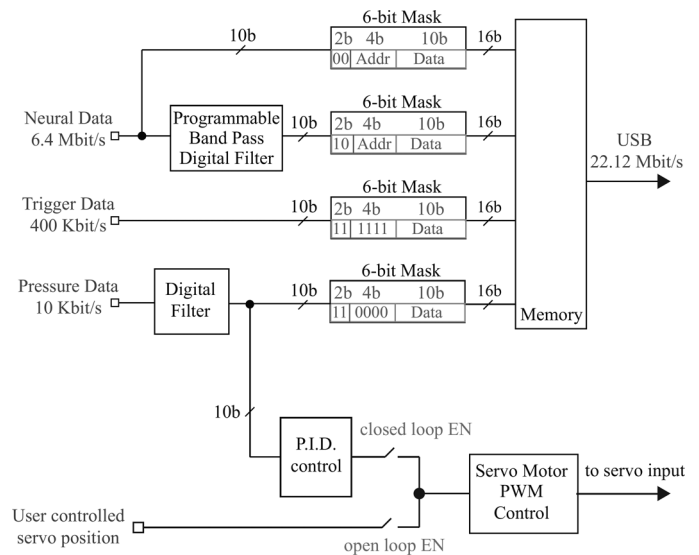 6-bit Mask
10b
2b 4b 10b
16b
00 Addr Data
Neural Data
6.4 Mbit/s
Programmable
Band Pass
Digital Filter
10b
6-bit Mask
2b 4b 10b
16b
10 Addr Data
USB
22.12 Mbit/s
Trigger Data
400 Kbit/s
10b
6-bit Mask
2b 4b 10b
16b
11 1111 Data
Pressure Data
10 Kbit/s
Digital
Filter
10b
6-bit Mask
2b 4b 10b
16b
11 0000 Data
Memory
10b
P.I.D.
control
closed loop EN
Servo Motor
PWM
Control
to servo input
User controlled
servo position
open loop EN